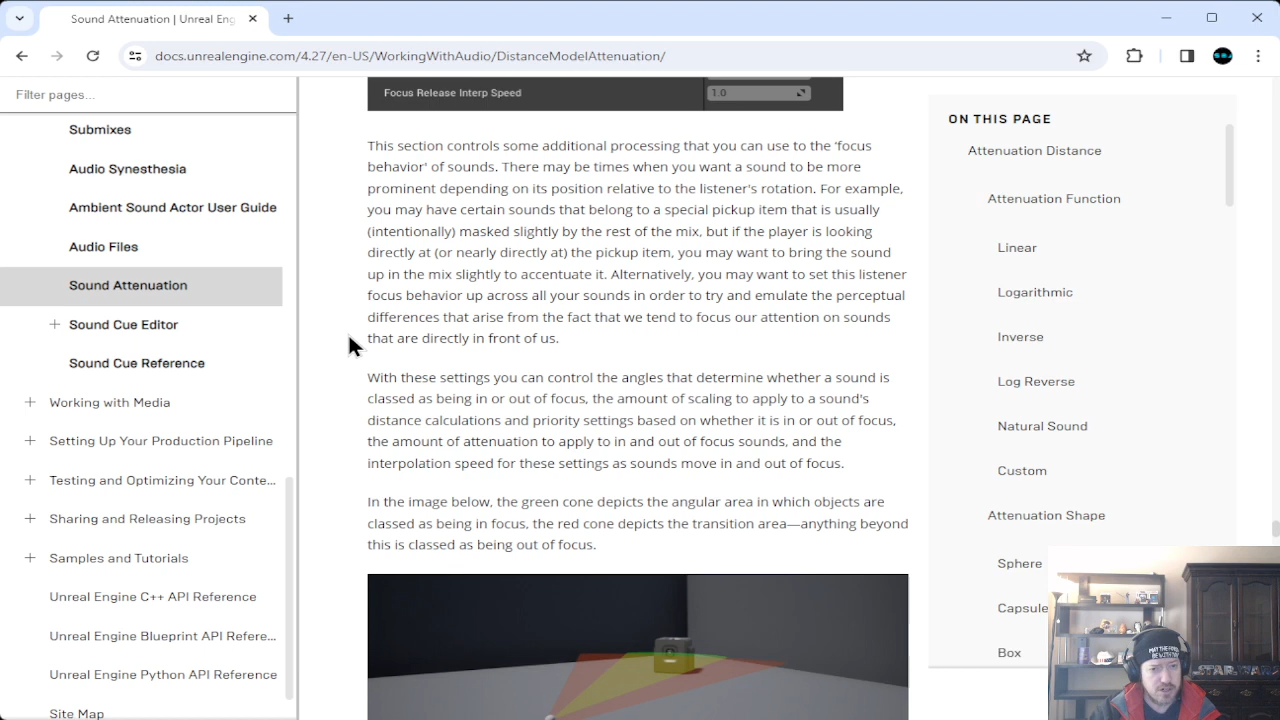 Sound Attenuation | Unreal Eng
docs.unrealengine.com/4.27/en-US/WorkingWithAudio/DistanceModelAttenuation/
Filter pages...
Submixes
Audio Synesthesia
Ambient Sound Actor User Guide
Audio Files
Sound Attenuation
Sound Cue Editor
Sound Cue Reference
Working with Media
Setting Up Your Production Pipeline
Testing and Optimizing Your Conte...
Sharing and Releasing Projects
Samples and Tutorials
Unreal Engine C++ API Reference
Unreal Engine Blueprint API Refere...
Unreal Engine Python API Reference
Site Map
Focus Release Interp Speed 1.0
This section controls some additional processing that you can use to the 'focus
behavior' of sounds. There may be times when you want a sound to be more
prominent depending on its position relative to the listener's rotation. For example,
you may have certain sounds that belong to a special pickup item that is usually
(intentionally) masked slightly by the rest of the mix, but if the player is looking
directly at (or nearly directly at) the pickup item, you may want to bring the sound
up in the mix slightly to accentuate it. Alternatively, you may want to set this listener
focus behavior up across all your sounds in order to try and emulate the perceptual
differences that arise from the fact that we tend to focus our attention on sounds
that are directly in front of us.
With these settings you can control the angles that determine whether a sound is
classed as being in or out of focus, the amount of scaling to apply to a sound's
distance calculations and priority settings based on whether it is in or out of focus,
the amount of attenuation to apply to in and out of focus sounds, and the
interpolation speed for these settings as sounds move in and out of focus.
In the image below, the green cone depicts the angular area in which objects are
classed as being in focus, the red cone depicts the transition area—anything beyond
this is classed as being out of focus.
ON THIS PAGE
Attenuation Distance
Attenuation Function
Linear
Logarithmic
Inverse
Log Reverse
Natural Sound
Custom
Attenuation Shape
Sphere
Capsule
Box
MAY THE FORCE
BE WITH YOU
STAR WARS